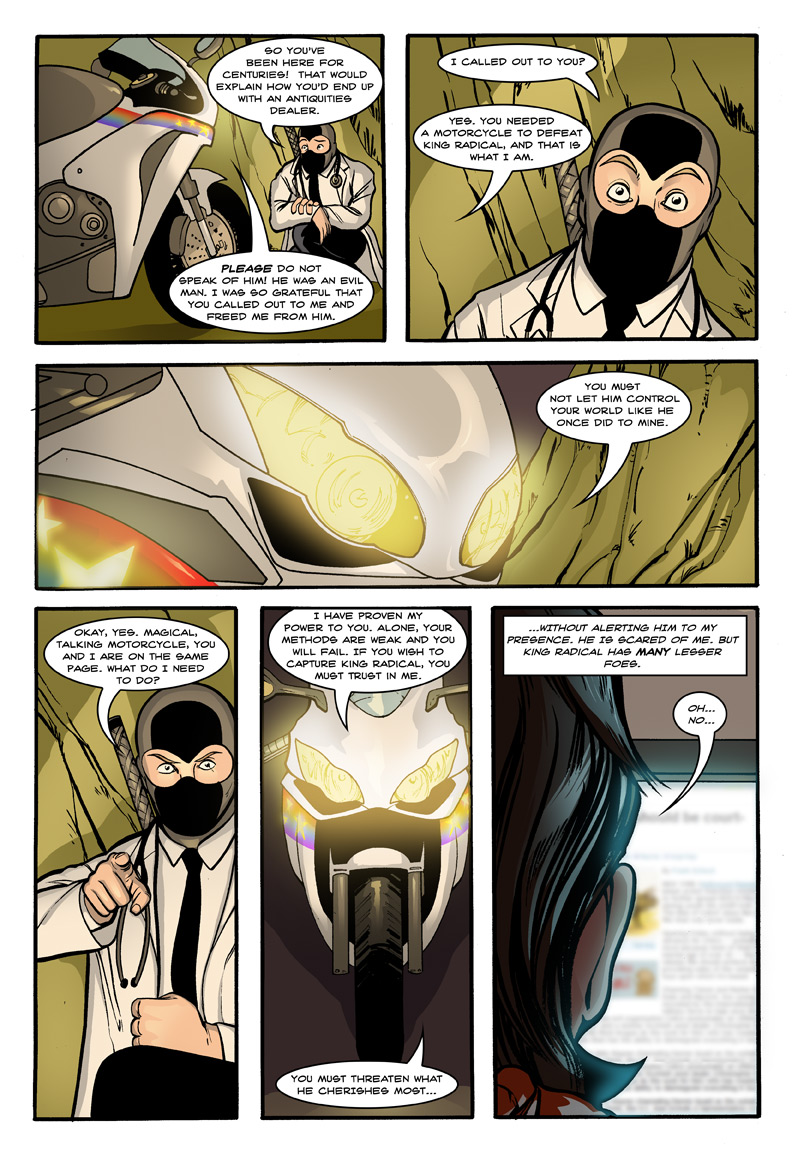 SO YOU'VE
BEEN HERE FOR
CENTURIES! THAT WOULD
EXPLAIN HOW YOU'D END UP
WITH AN ANTIQUITIES
DEALER.
PLEASE DO NOT
SPEAK OF HIM! HE WAS AN EVIL
MAN. I WAS SO GRATEFUL THAT
YOU CALLED OUT TO ME AND
FREED ME FROM HIM.
I CALLED OUT TO YOU?
YES. YOU NEEDED
A MOTORCYCLE TO DEFEAT
KING RADICAL, AND THAT IS
WHAT I AM.
YOU MUST
NOT LET HIM CONTROL
YOUR WORLD LIKE HE
ONCE DID TO MINE.
OKAY, YES. MAGICAL,
TALKING MOTORCYCLE, YOU
AND I ARE ON THE SAME
PAGE. WHAT DO I NEED
TO DO?
I HAVE PROVEN MY
POWER TO YOU. ALONE, YOUR
METHODS ARE WEAK AND YOU
WILL FAIL. IF YOU WISH TO
CAPTURE KING RADICAL, YOU
MUST TRUST IN ME.
YOU MUST THREATEN WHAT
HE CHERISHES MOST...
...WITHOUT ALERTING HIM TO MY
PRESENCE. HE IS SCARED OF ME. BUT
KING RADICAL HAS MANY LESSER
FOES.
OH...
NO...
should be court-